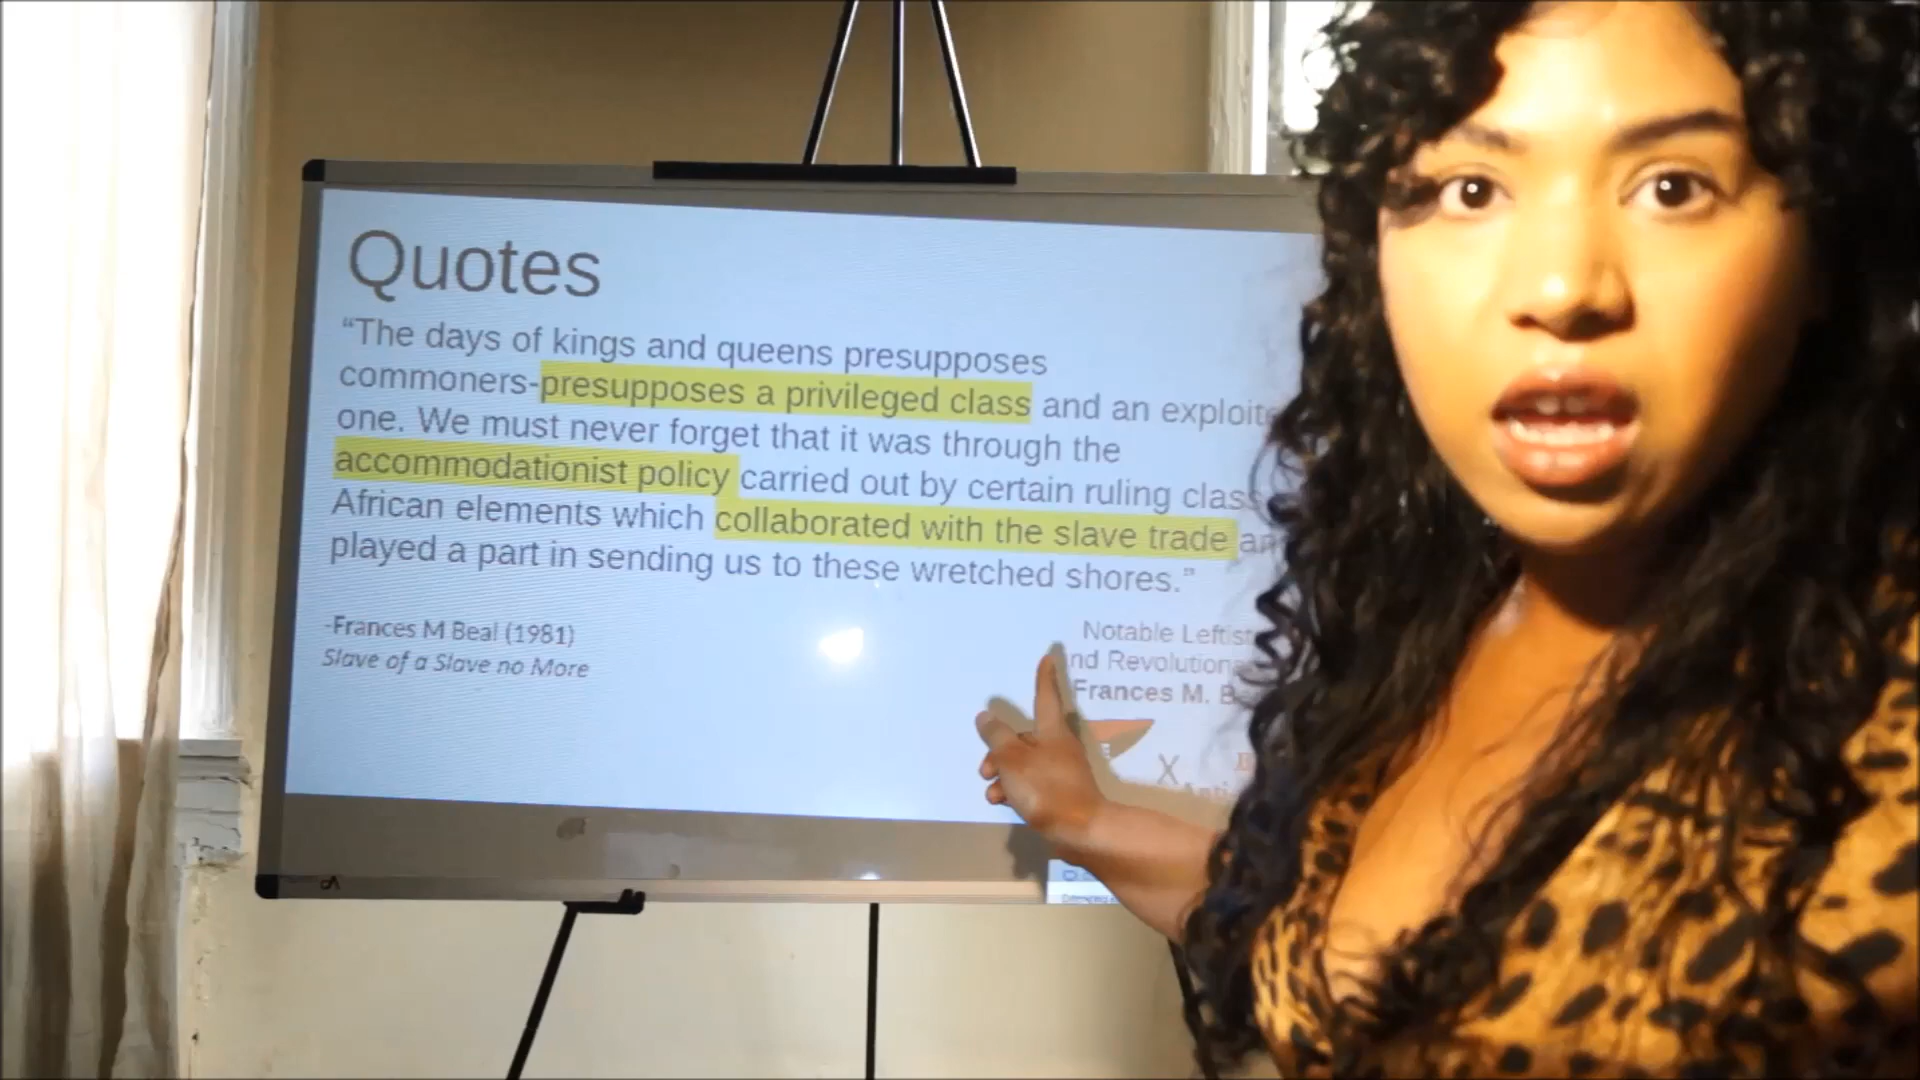 Quotes
“The days of kings and queens presupposes
commoners-presupposes a privileged class and an exploite
one. We must never forget that it was through the
accommodationist policy carried out by certain ruling class
African elements which collaborated with the slave trade an
played a part in sending us to these wretched shores.”
-Frances M Beal (1981)
Slave of a Slave no More
Notable Leftist
nd Revolutiona
Frances M. B
X
Anti